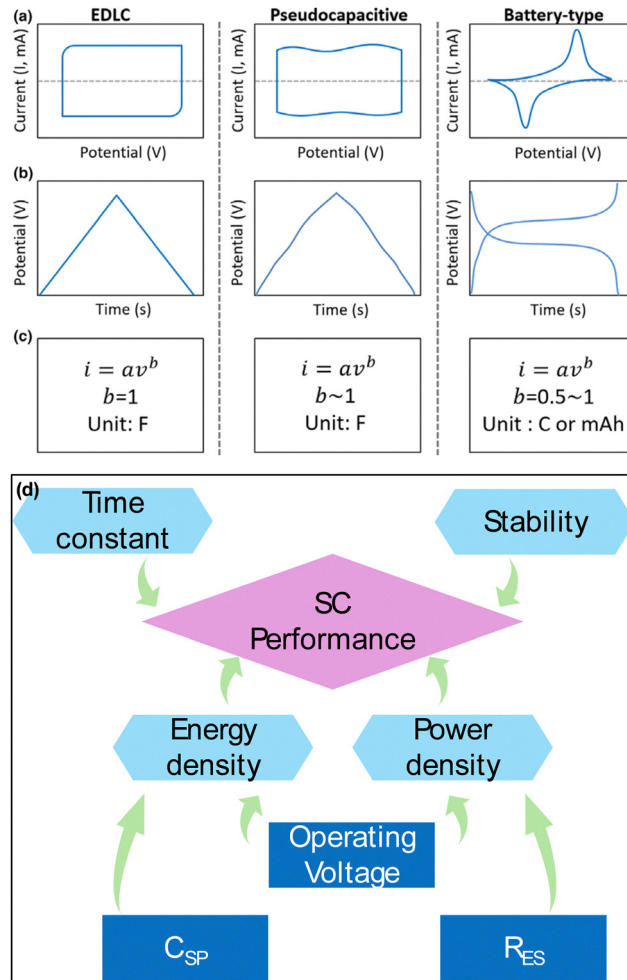 (a)
EDLC
Pseudocapacitive
Battery-type
Current (I, mA)
Potential (V)
Current (I, mA)
Potential (V)
Current (I, mA)
Potential (V)
(b)
Potential (V)
Time (s)
Potential (V)
Time (s)
Potential (V)
Time (s)
(c)
i = av^b
b=1
Unit: F
i = av^b
b~1
Unit: F
i = av^b
b=0.5~1
Unit : C or mAh
(d)
Time
constant
Stability
SC
Performance
Energy
density
Power
density
Operating
Voltage
C_SP
R_ES